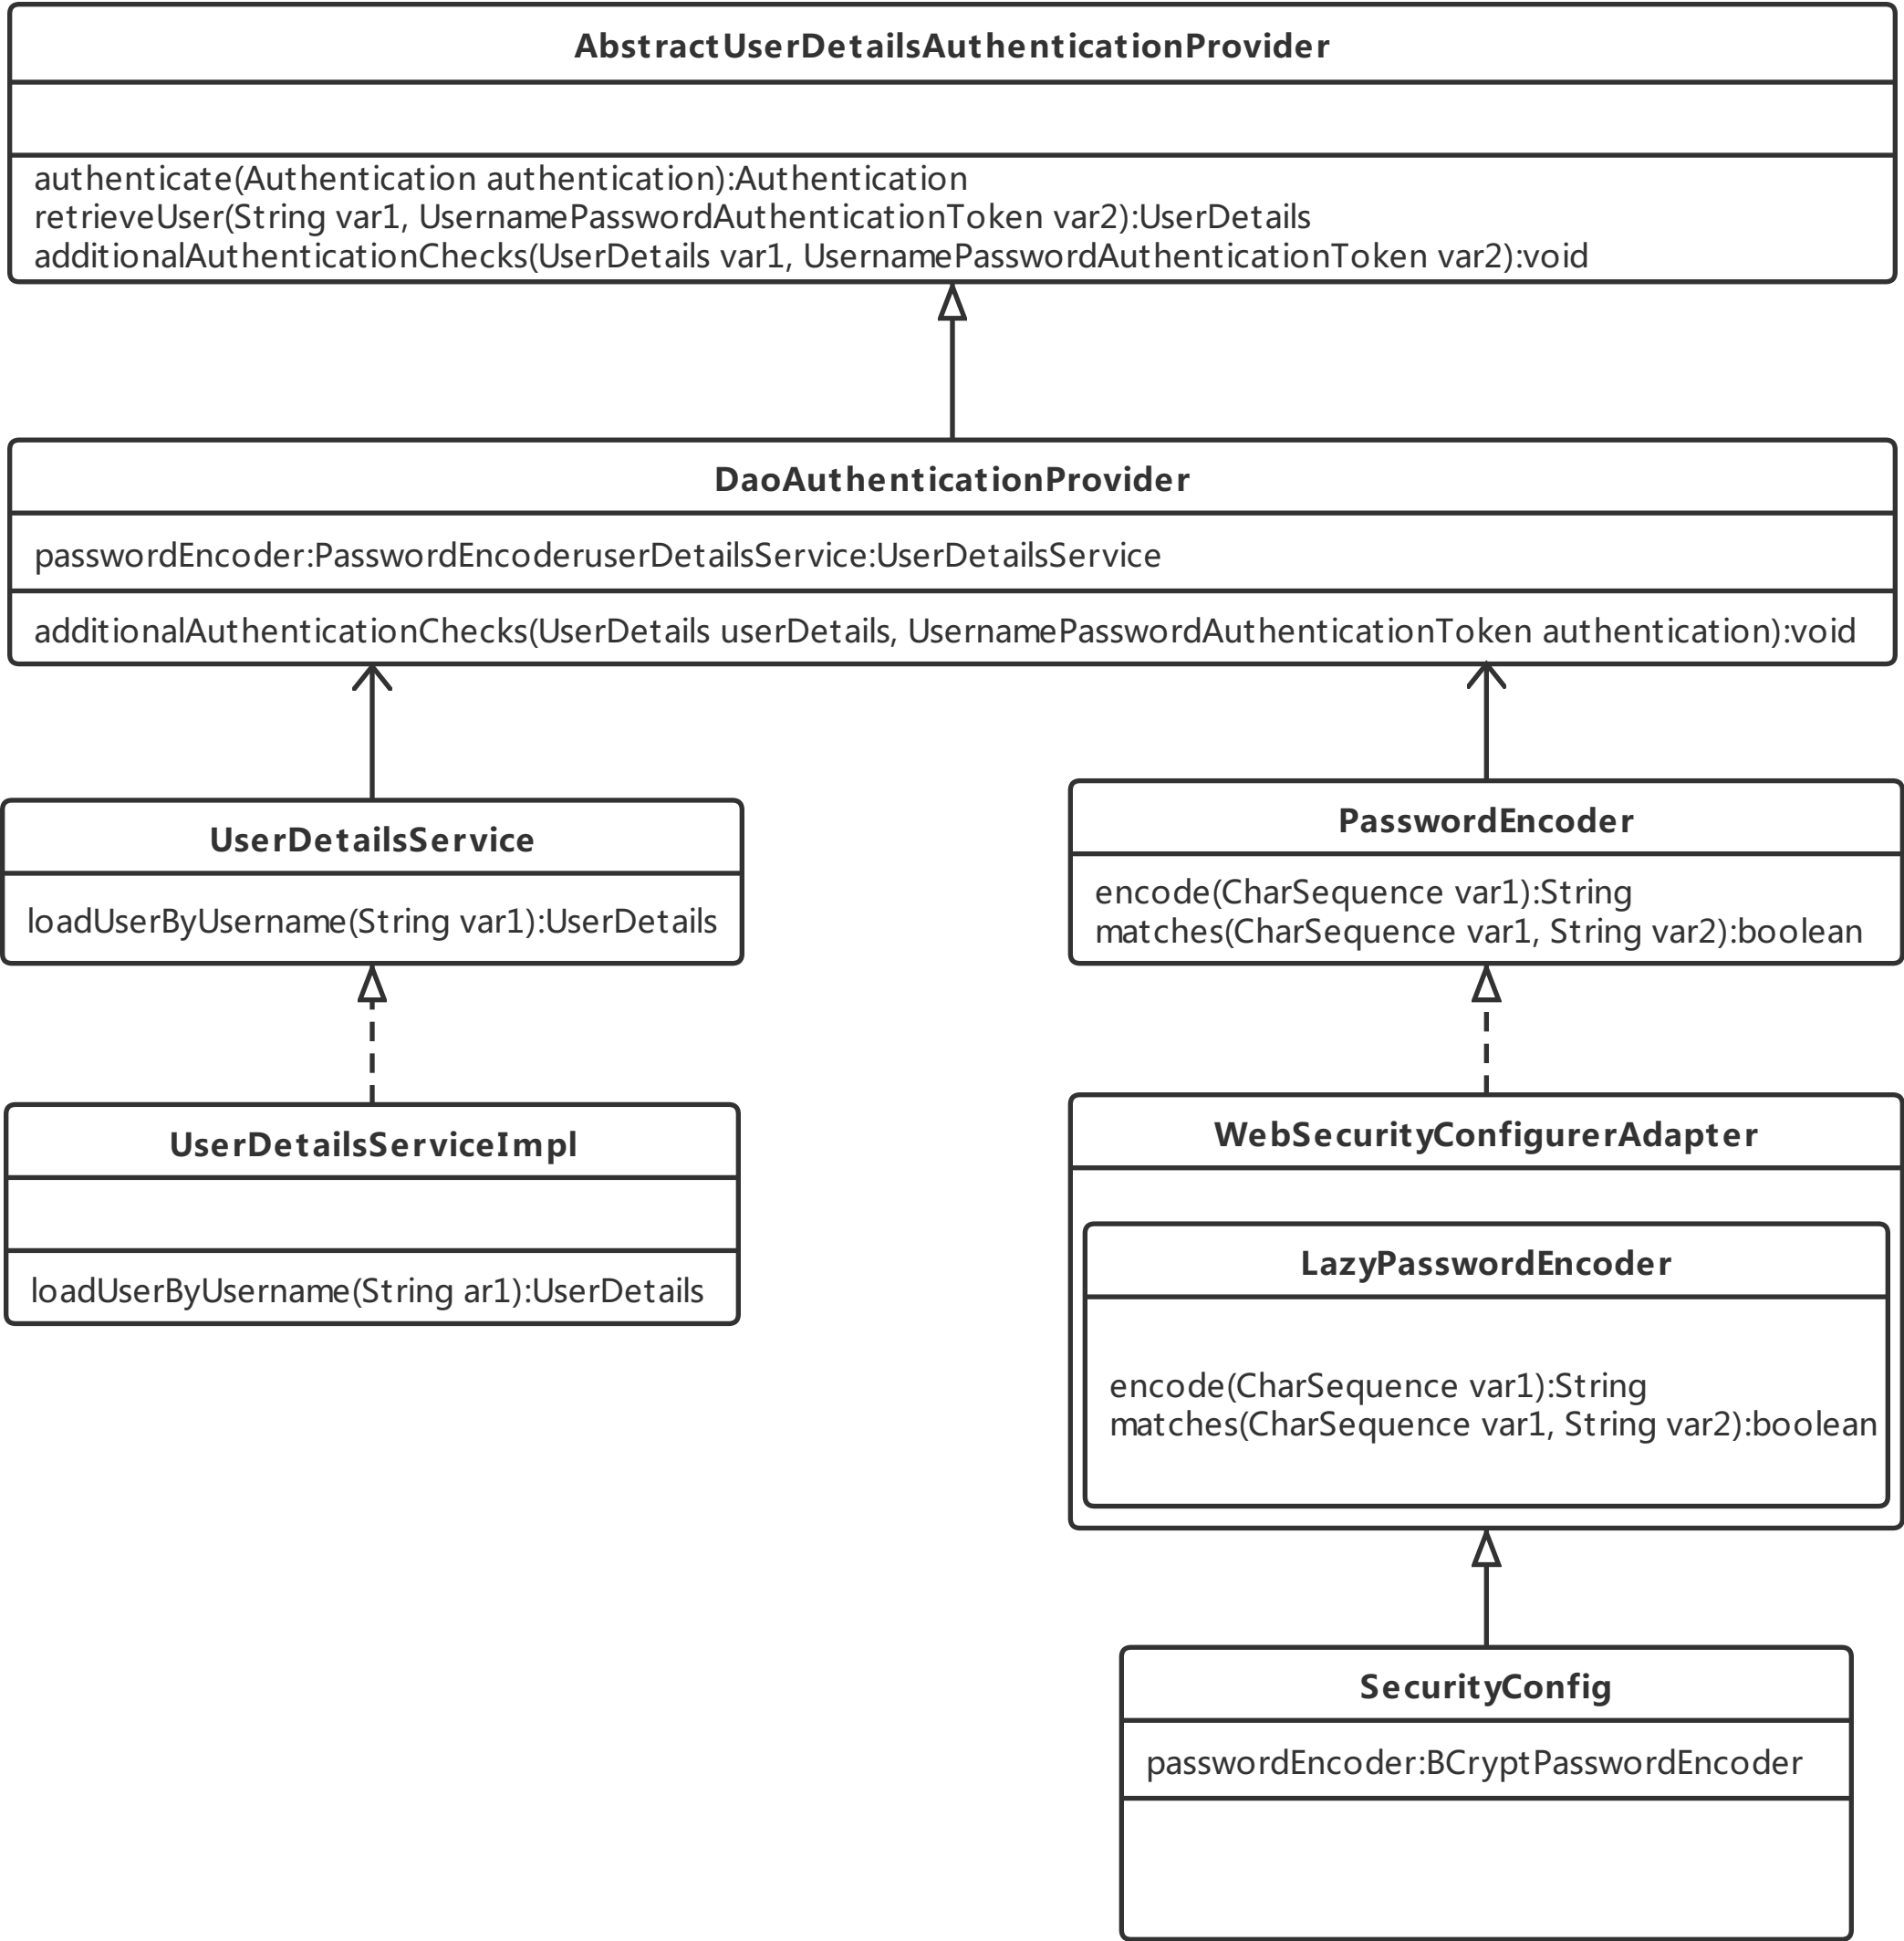 AbstractUserDetailsAuthenticationProvider
authenticate(Authentication authentication):Authentication
retrieveUser(String var1, UsernamePasswordAuthenticationToken var2):UserDetails
additionalAuthenticationChecks(UserDetails var1, UsernamePasswordAuthenticationToken var2):void
DaoAuthenticationProvider
passwordEncoder:PasswordEncoderuserDetailsService:UserDetailsService
additionalAuthenticationChecks(UserDetails userDetails, UsernamePasswordAuthenticationToken authentication):void
UserDetailsService
loadUserByUsername(String var1):UserDetails
PasswordEncoder
encode(CharSequence var1):String
matches(CharSequence var1, String var2):boolean
UserDetailsServiceImpl
loadUserByUsername(String ar1):UserDetails
WebSecurityConfigurerAdapter
LazyPasswordEncoder
encode(CharSequence var1):String
matches(CharSequence var1, String var2):boolean
SecurityConfig
passwordEncoder:BCryptPasswordEncoder